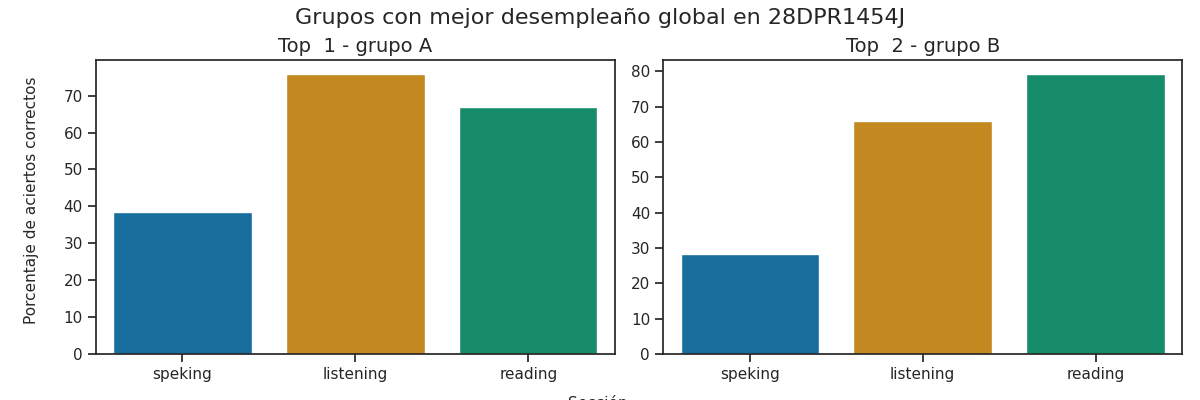 Grupos con mejor desempleaño global en 28DPR1454J
Top 1 - grupo A
Porcentaje de aciertos correctos
70
60
50
40
30
20
10
0
speking
listening
reading
Top 2 - grupo B
80
70
60
50
40
30
20
10
0
speking
listening
reading
Sección